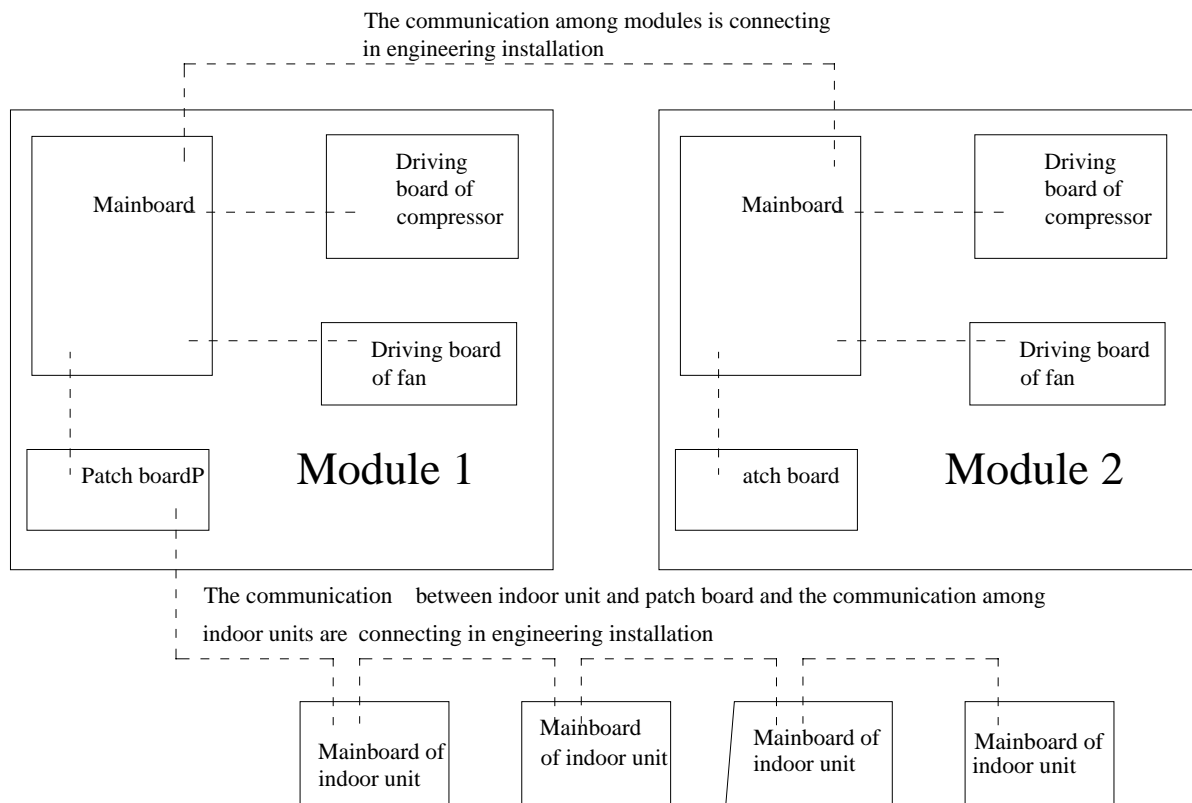 The communication among modules is connecting
in engineering installation
Mainboard
Driving
board of
compressor
Driving board
of fan
Patch boardP
Module 1
Mainboard
Driving
board of
compressor
Driving board
of fan
atch board
Module 2
The communication between indoor unit and patch board and the communication among
indoor units are connecting in engineering installation
Mainboard of
indoor unit
Mainboard
of indoor unit
Mainboard of
indoor unit
Mainboard of
indoor unit